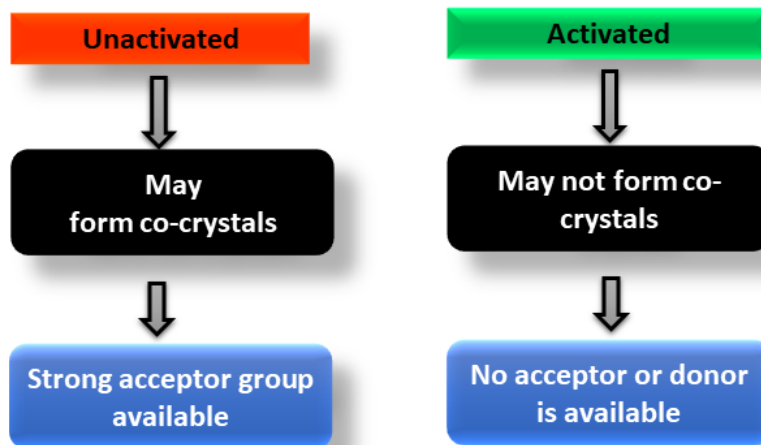 Unactivated
May
form co-crystals
Strong acceptor group
available
Activated
May not form co-
crystals
No acceptor or donor
is available